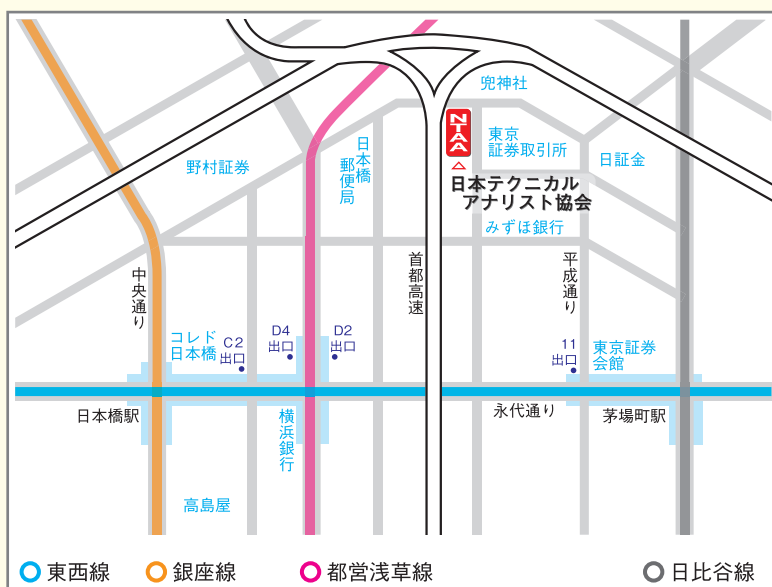 兜神社
NTAA
東京
証券取引所
日証金
日本橋
郵便局
野村証券
日本テクニカル
アナリスト協会
みずほ銀行
中央通り
首都高速
平成通り
コレド
日本橋
C2
出口
D4
出口
D2
出口
11
出口
東京証券
会館
日本橋駅
横浜銀行
永代通り
茅場町駅
高島屋
東西線
銀座線
都営浅草線
日比谷線